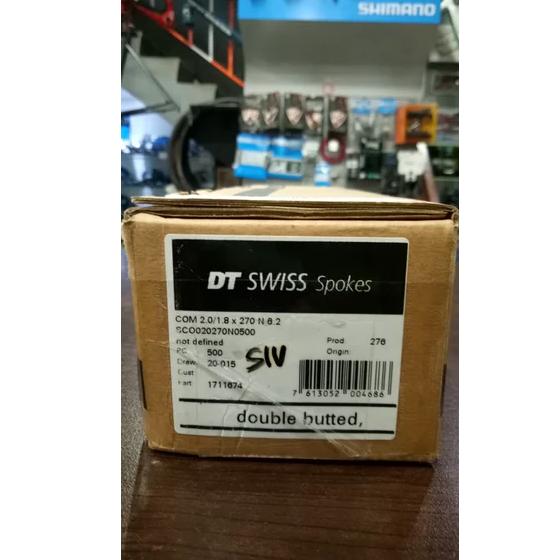 SHIMANO
DT SWISS Spokes
COM 2.0/1.8 x 270 N 6.2
SCO020270N0500
not defined
Prod. 276
PC 500
Origin:
Draw. 20-015
SIV
Cust
Part 1711674
7 613052 004686
double butted,